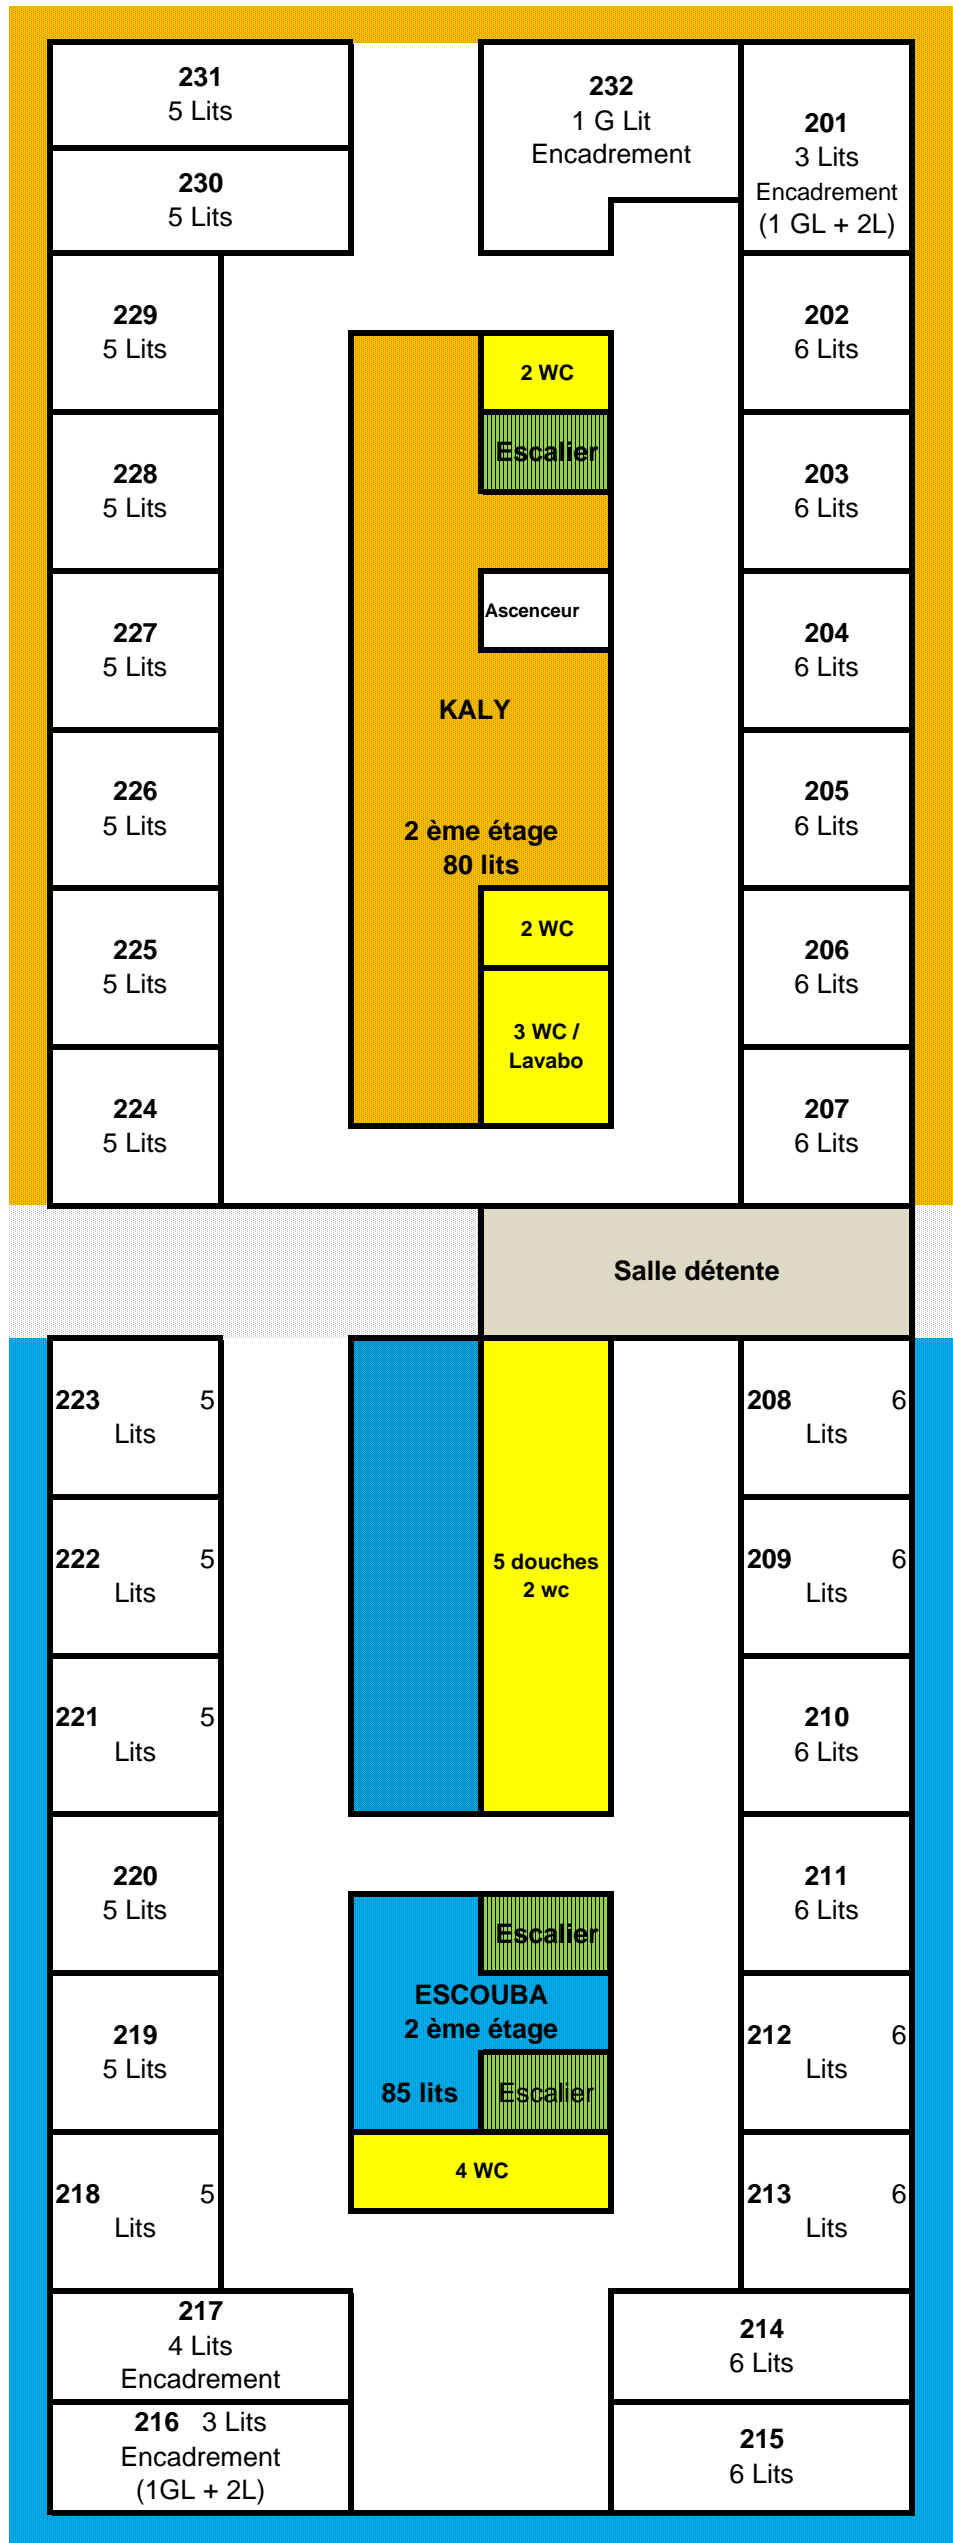 231
5 Lits
232
1 G Lit
Encadrement
201
3 Lits
Encadrement
(1 GL + 2L)
230
5 Lits
229
5 Lits
2 WC
202
6 Lits
228
5 Lits
Escalier
203
6 Lits
227
5 Lits
Ascenceur
204
6 Lits
KALY
226
5 Lits
2 ème étage
80 lits
205
6 Lits
225
5 Lits
2 WC
206
6 Lits
224
5 Lits
3 WC /
Lavabo
207
6 Lits
Salle détente
223 5
Lits
208 6
Lits
222 5
Lits
5 douches
2 wc
209 6
Lits
221 5
Lits
210
6 Lits
220
5 Lits
Escalier
211
6 Lits
ESCOUBA
2 ème étage
219
5 Lits
212 6
Lits
85 lits
Escalier
4 WC
218 5
Lits
213 6
Lits
217
4 Lits
Encadrement
214
6 Lits
216 3 Lits
Encadrement
(1GL + 2L)
215
6 Lits